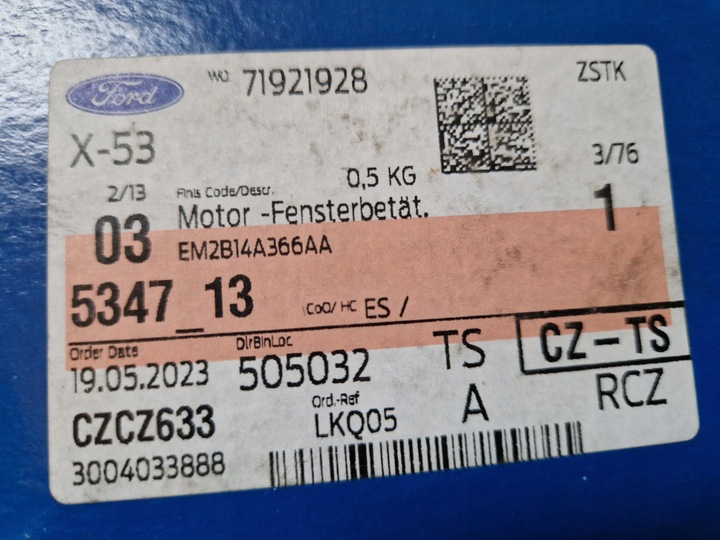 Ford
WO: 71921928
ZSTK
X-53
3/76
2/13
Finis Code/Descr.
0,5 KG
03
Motor -Fensterbetät.
1
EM2B14A366AA
5347_13
CoO/ HC ES /
Order Date
DlrBinLoc
19.05.2023
505032
TS
CZ-TS
CZCZ633
Ord.-Ref
LKQ05
A
RCZ
3004033888